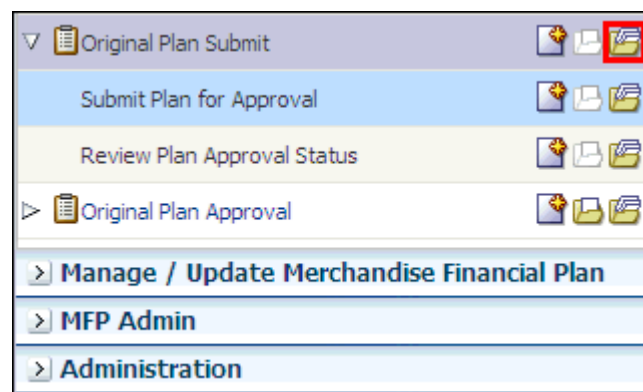 Original Plan Submit
Submit Plan for Approval
Review Plan Approval Status
Original Plan Approval
Manage / Update Merchandise Financial Plan
MFP Admin
Administration